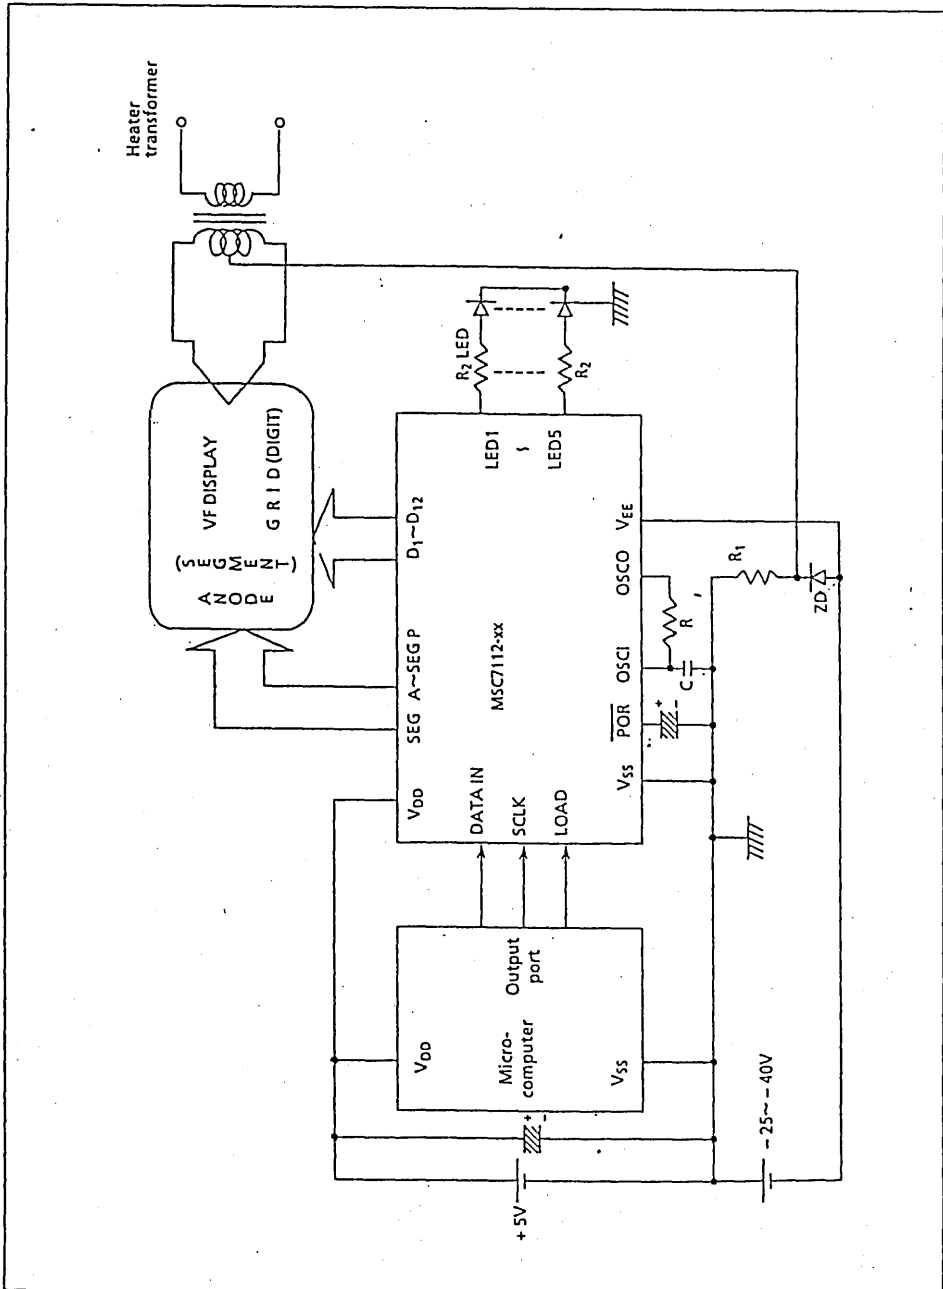 Heater
transformer
VF DISPLAY
GRID (DIGIT)
(SEGMENT)
ANODE
SEG A~SEG P
D1~D12
VDD
DATA IN
SCLK
LOAD
MSC7112-xx
LED1
~
LED5
R2 LED
R2
VSS
POR
OSCI
OSCO
VEE
+
-
C
R
R1
ZD
VDD
Micro-
computer
Output
port
VSS
+
-
+5V
-25~-40V